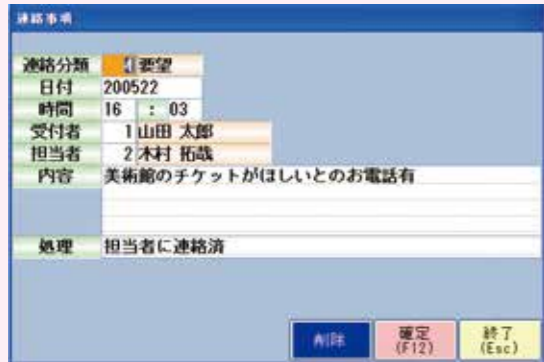 連絡事項
連絡分類 4 要望
日付 200522
時間 16 : 03
受付者 1 山田 太郎
担当者 2 木村 拓哉
内容 美術館のチケットがほしいとのお電話有
処理 担当者に連絡済
削除 確定 (F12) 終了 (Esc)